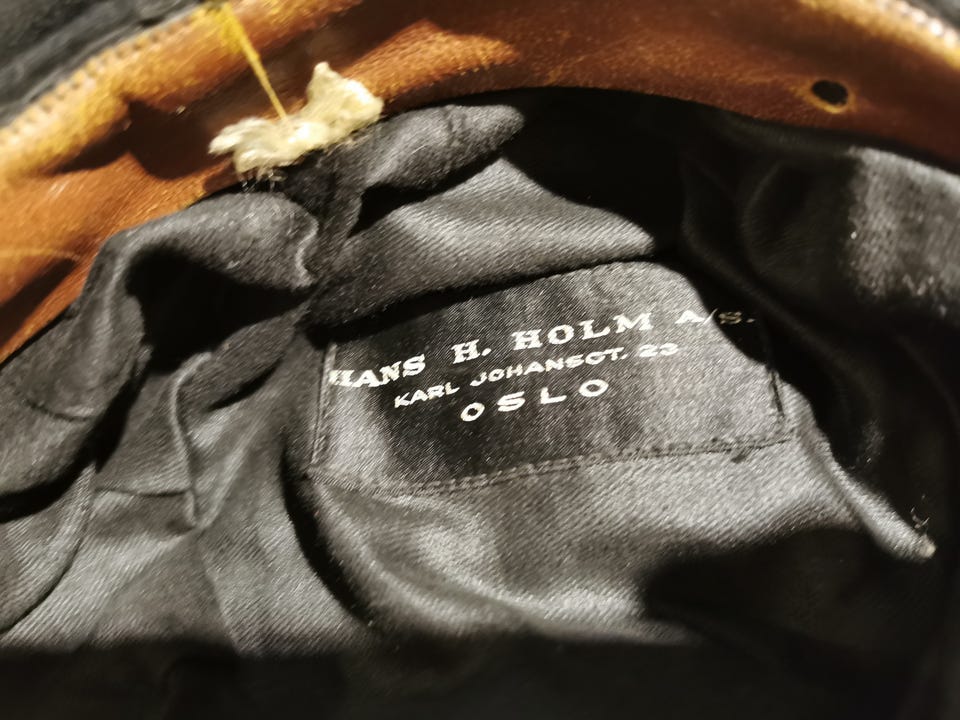 HANS H. HOLM A/S.
KARL JOHANSGT. 23
OSLO